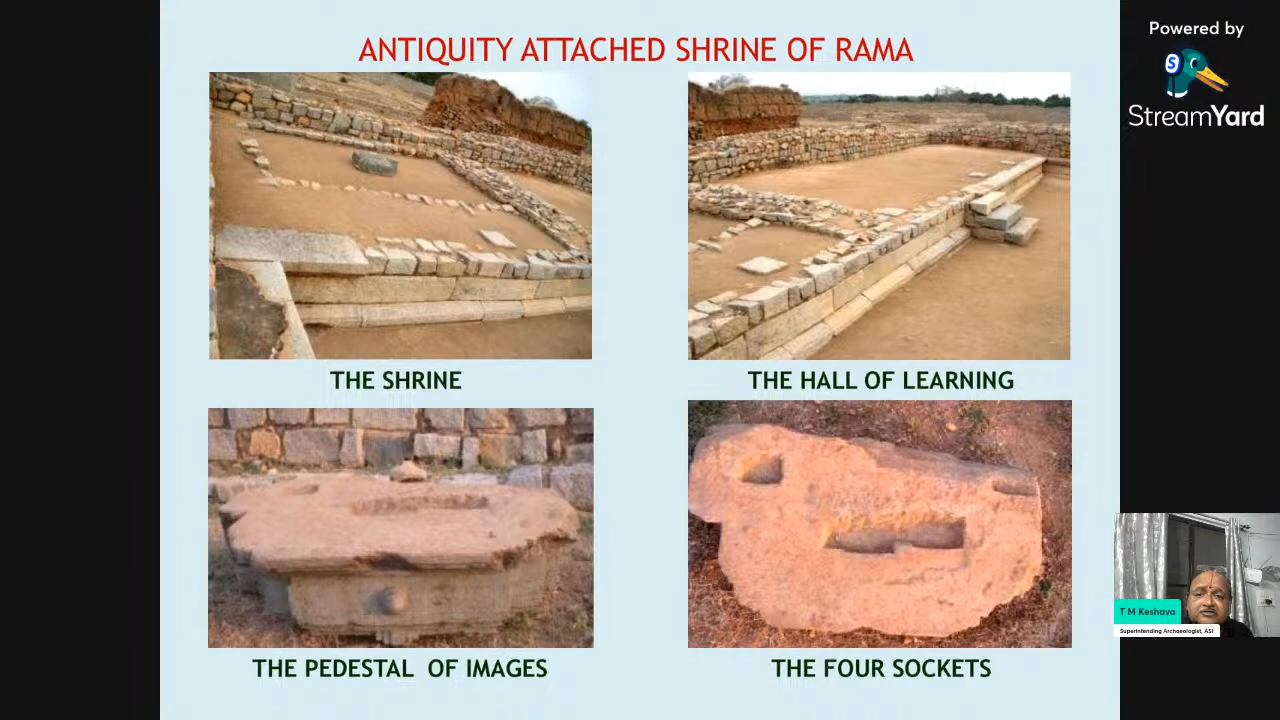 ANTIQUITY ATTACHED SHRINE OF RAMA
Powered by
S
StreamYard
THE SHRINE
THE HALL OF LEARNING
THE PEDESTAL OF IMAGES
THE FOUR SOCKETS
T M Keshava
Superintending Archaeologist, ASI